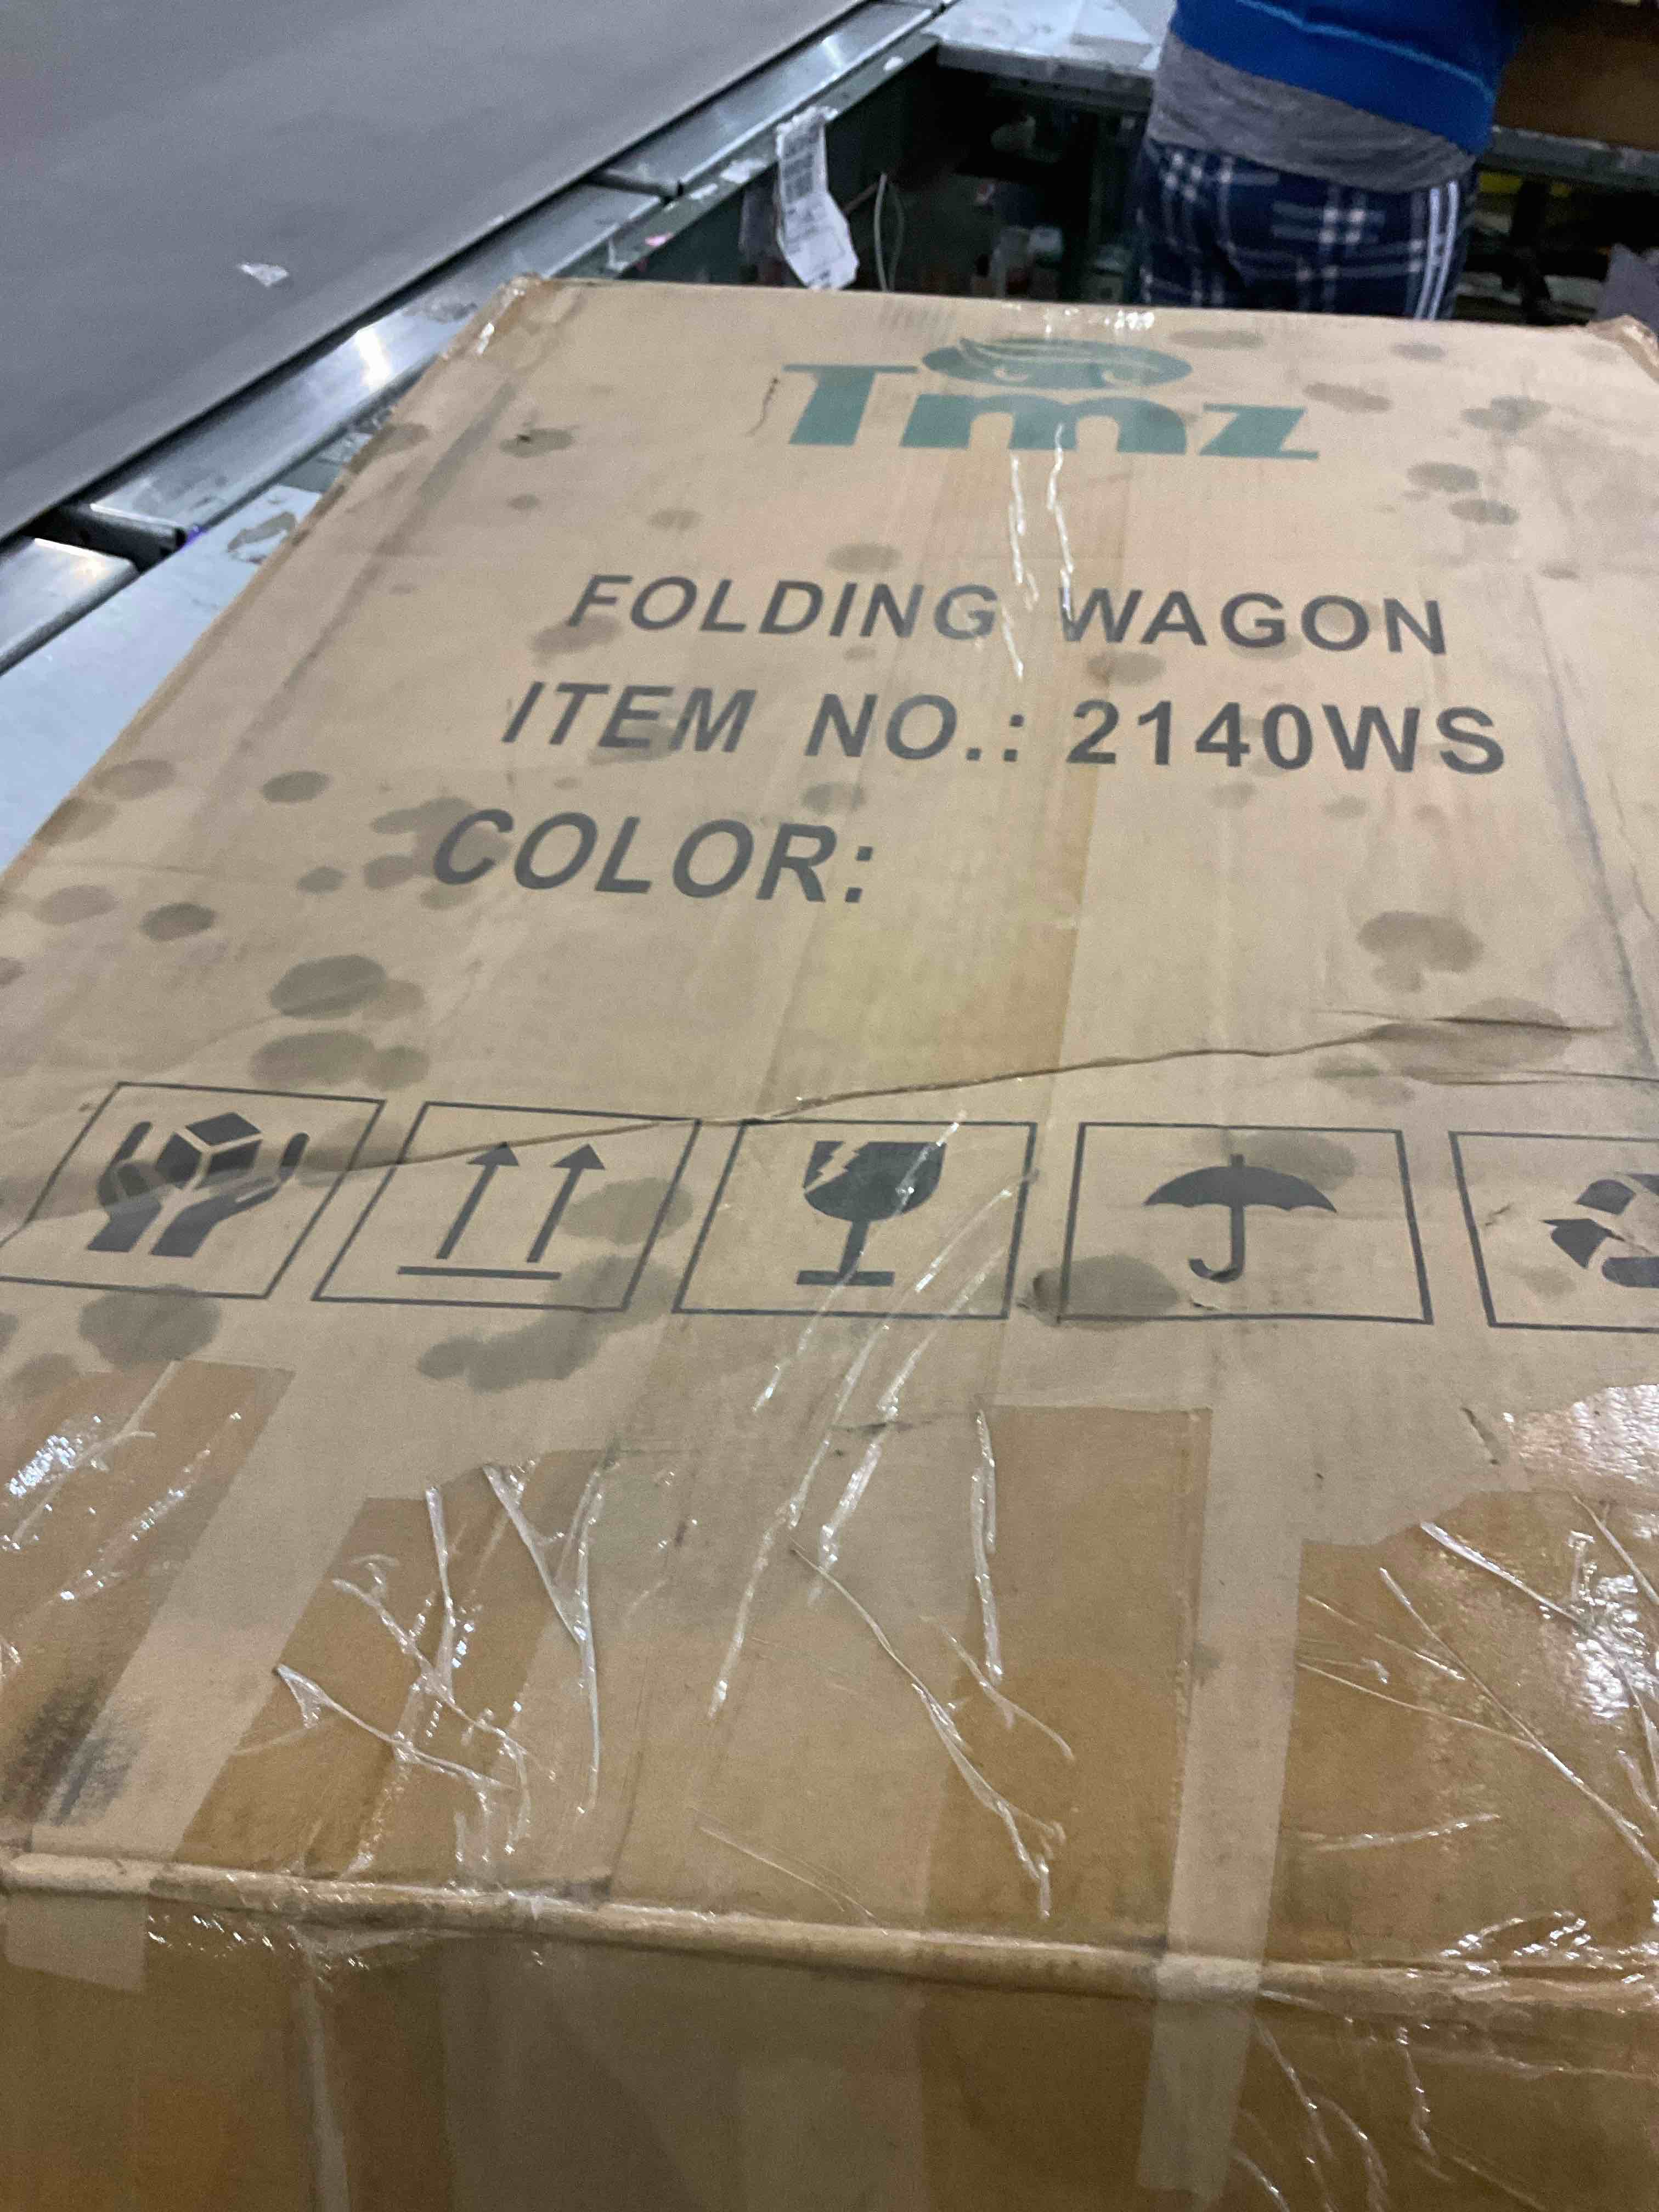 Tmz
FOLDING WAGON
ITEM NO.: 2140WS
COLOR: